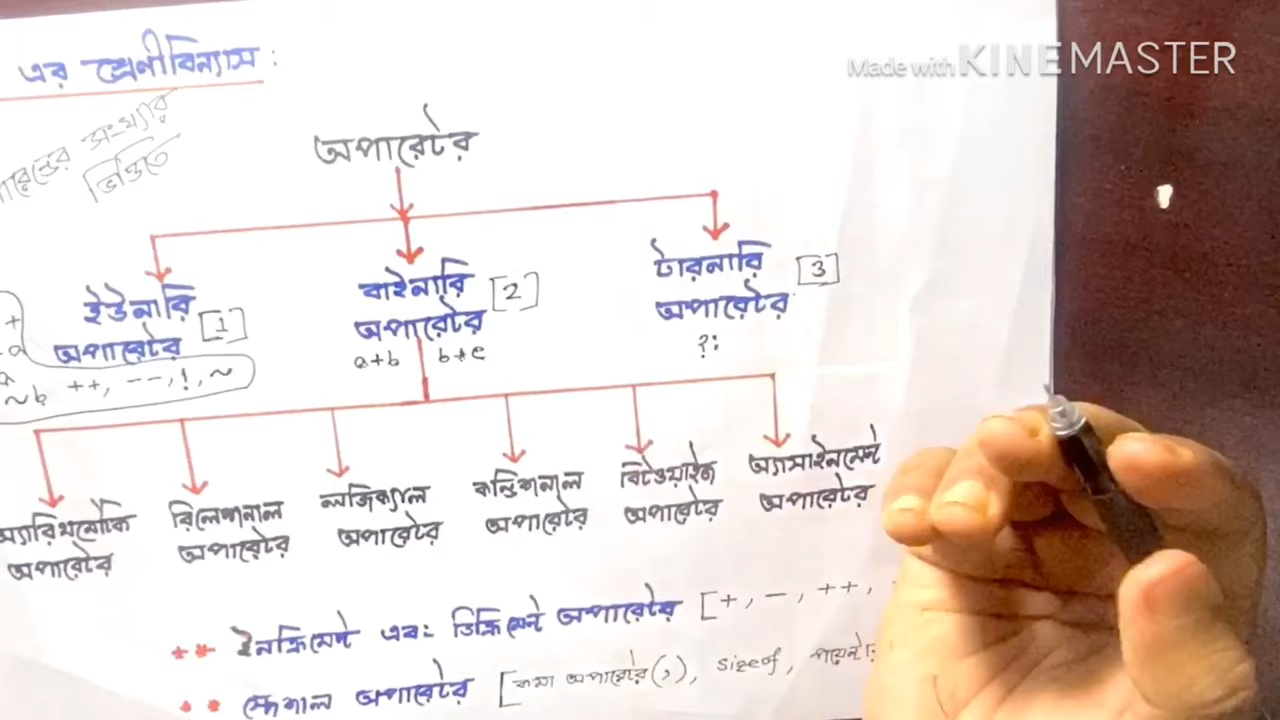 এর শ্রেণীবিন্যাস:
Made with KINEMASTER
সংখ্যার
ভিত্তিতে
অপারেটর
ইউনারি
অপারেটর [1]
বাইনারি
অপারেটর [2]
টারনারি
অপারেটর [3]
a+b
?:
~b ++, --, !, ~
অপারেটর
রিলেশনাল
অপারেটর
লজিক্যাল
অপারেটর
কন্ডিশনাল
অপারেটর
বিটওয়াইজ
অপারেটর
অ্যাসাইনমেন্ট
অপারেটর
** ইনক্রিমেন্ট এবং ডিক্রিমেন্ট অপারেটর [+, -, ++,
** স্পেশাল অপারেটর [কমা অপারেটর(,), sizeof,